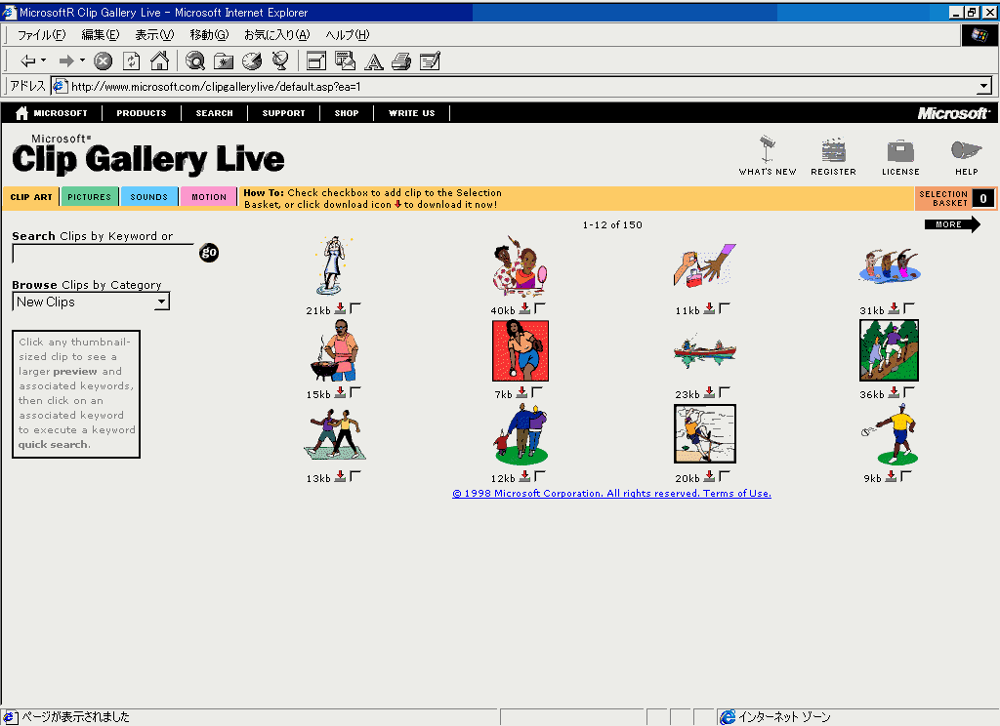 MicrosoftR Clip Gallery Live - Microsoft Internet Explorer
ファイル(F) 編集(E) 表示(V) 移動(G) お気に入り(A) ヘルプ(H)
アドレス http://www.microsoft.com/clipgallerylive/default.asp?ea=1
MICROSOFT PRODUCTS SEARCH SUPPORT SHOP WRITE US Microsoft
Microsoft®
Clip Gallery Live
WHAT'S NEW REGISTER LICENSE HELP
CLIP ART PICTURES SOUNDS MOTION
How To: Check checkbox to add clip to the Selection
Basket, or click download icon to download it now!
SELECTION
BASKET 0
Search Clips by Keyword or
go
Browse Clips by Category
New Clips
Click any thumbnail-
sized clip to see a
larger preview and
associated keywords,
then click on an
associated keyword
to execute a keyword
quick search.
1-12 of 150
MORE
21kb 40kb 11kb 31kb
15kb 7kb 23kb 36kb
13kb 12kb 20kb 9kb
© 1998 Microsoft Corporation. All rights reserved. Terms of Use.
ページが表示されました インターネット ゾーン